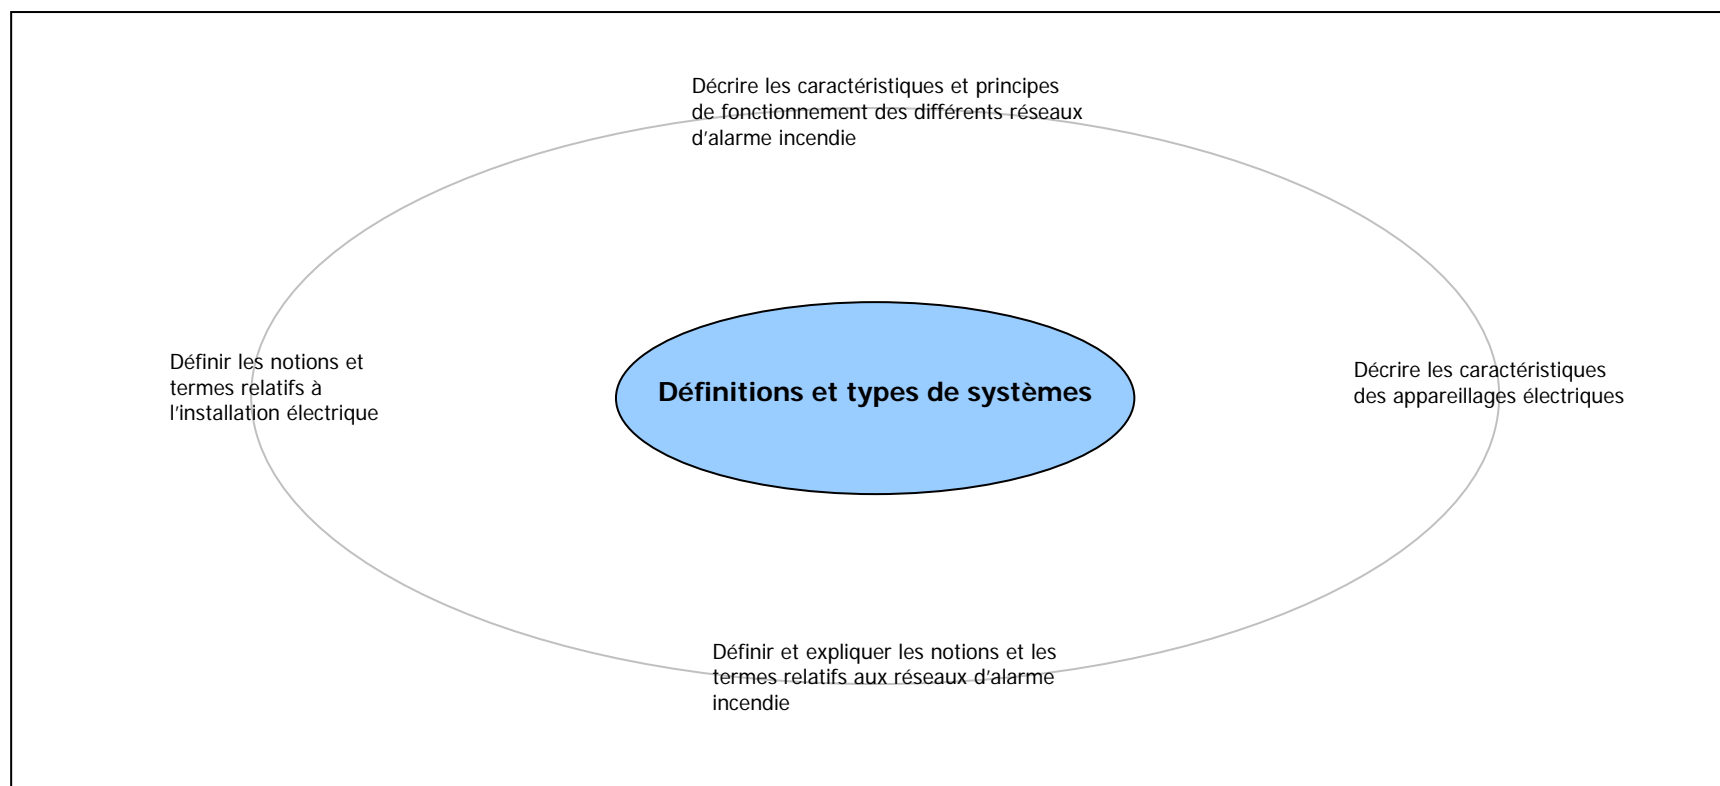 Décrire les caractéristiques et principes
de fonctionnement des différents réseaux
d'alarme incendie
Définir les notions et
termes relatifs à
l'installation électrique
Définitions et types de systèmes
Décrire les caractéristiques
des appareillages électriques
Définir et expliquer les notions et les
termes relatifs aux réseaux d'alarme
incendie